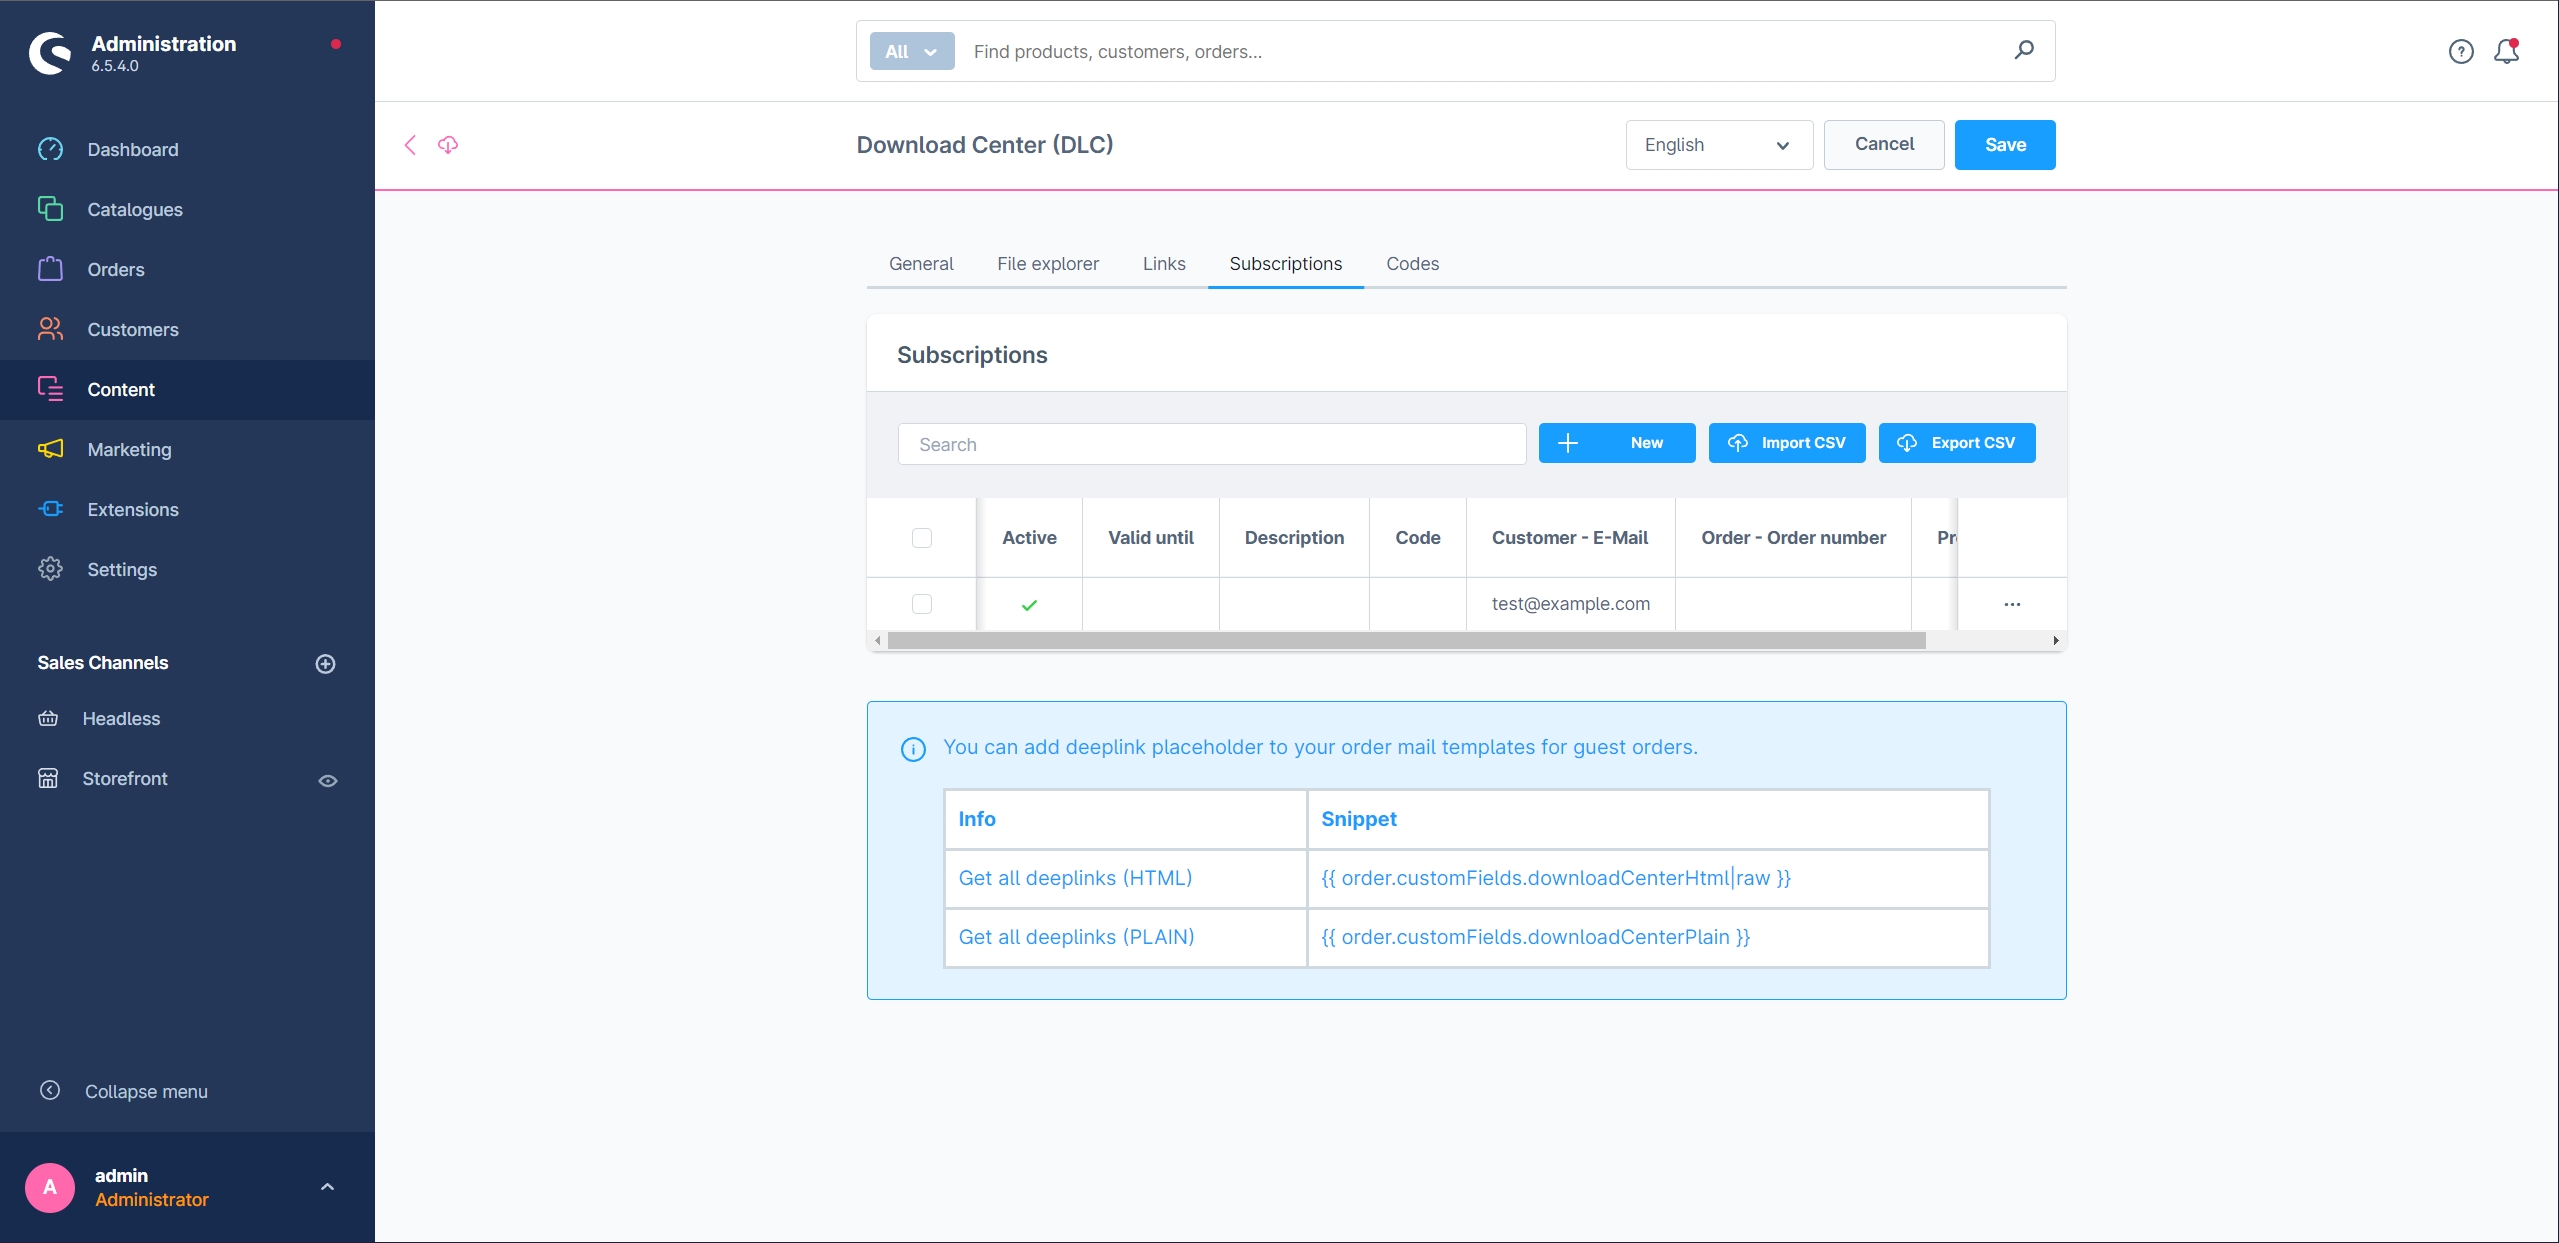 Administration
6.5.4.0
Dashboard
Catalogues
Orders
Customers
Content
Marketing
Extensions
Settings
Sales Channels
Headless
Storefront
Collapse menu
A
admin
Administrator
All
Find products, customers, orders...
Download Center (DLC)
English
Cancel
Save
General File explorer Links Subscriptions Codes
Subscriptions
Search
New
Import CSV
Export CSV
Active Valid until Description Code Customer - E-Mail Order - Order number
test@example.com
You can add deeplink placeholder to your order mail templates for guest orders.
Info Snippet
Get all deeplinks (HTML) {{ order.customFields.downloadCenterHtml|raw }}
Get all deeplinks (PLAIN) {{ order.customFields.downloadCenterPlain }}